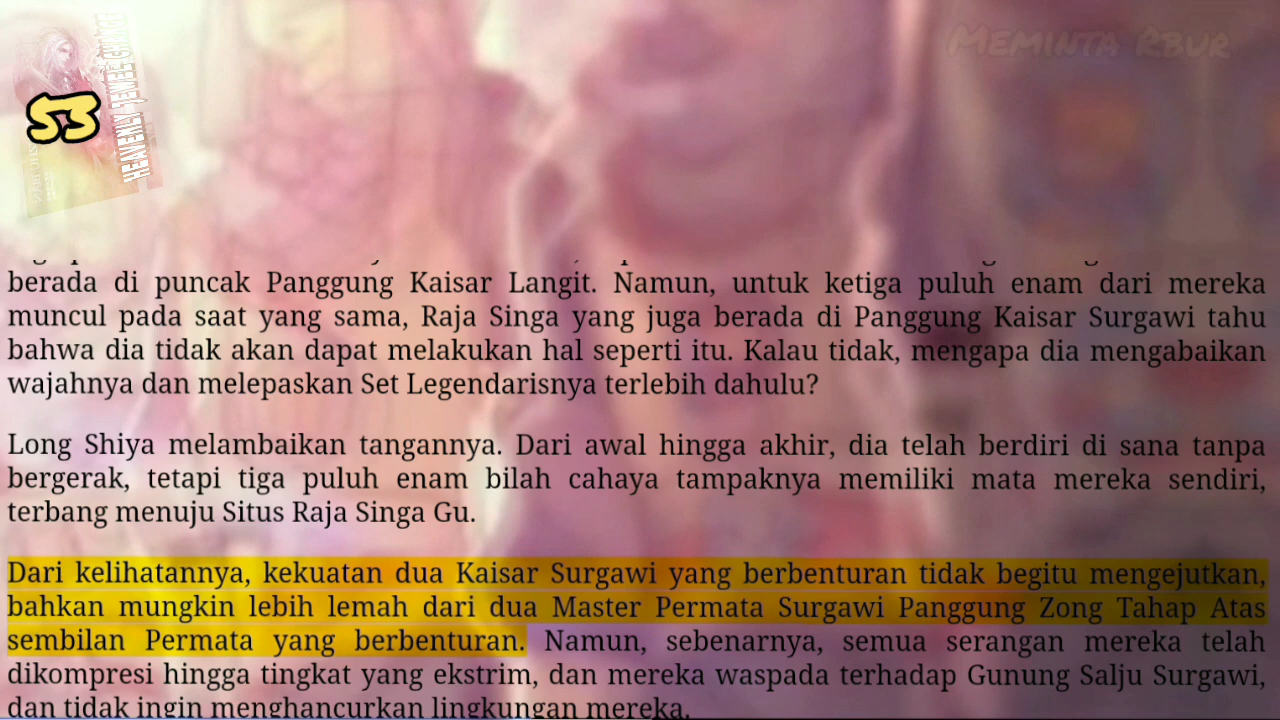 Meminta Rbur
53
HEAVENLY JEWEL CHANGE
berada di puncak Panggung Kaisar Langit. Namun, untuk ketiga puluh enam dari mereka
muncul pada saat yang sama, Raja Singa yang juga berada di Panggung Kaisar Surgawi tahu
bahwa dia tidak akan dapat melakukan hal seperti itu. Kalau tidak, mengapa dia mengabaikan
wajahnya dan melepaskan Set Legendarisnya terlebih dahulu?
Long Shiya melambaikan tangannya. Dari awal hingga akhir, dia telah berdiri di sana tanpa
bergerak, tetapi tiga puluh enam bilah cahaya tampaknya memiliki mata mereka sendiri,
terbang menuju Situs Raja Singa Gu.
Dari kelihatannya, kekuatan dua Kaisar Surgawi yang berbenturan tidak begitu mengejutkan,
bahkan mungkin lebih lemah dari dua Master Permata Surgawi Panggung Zong Tahap Atas
sembilan Permata yang berbenturan. Namun, sebenarnya, semua serangan mereka telah
dikompresi hingga tingkat yang ekstrim, dan mereka waspada terhadap Gunung Salju Surgawi,
dan tidak ingin menghancurkan lingkungan mereka.